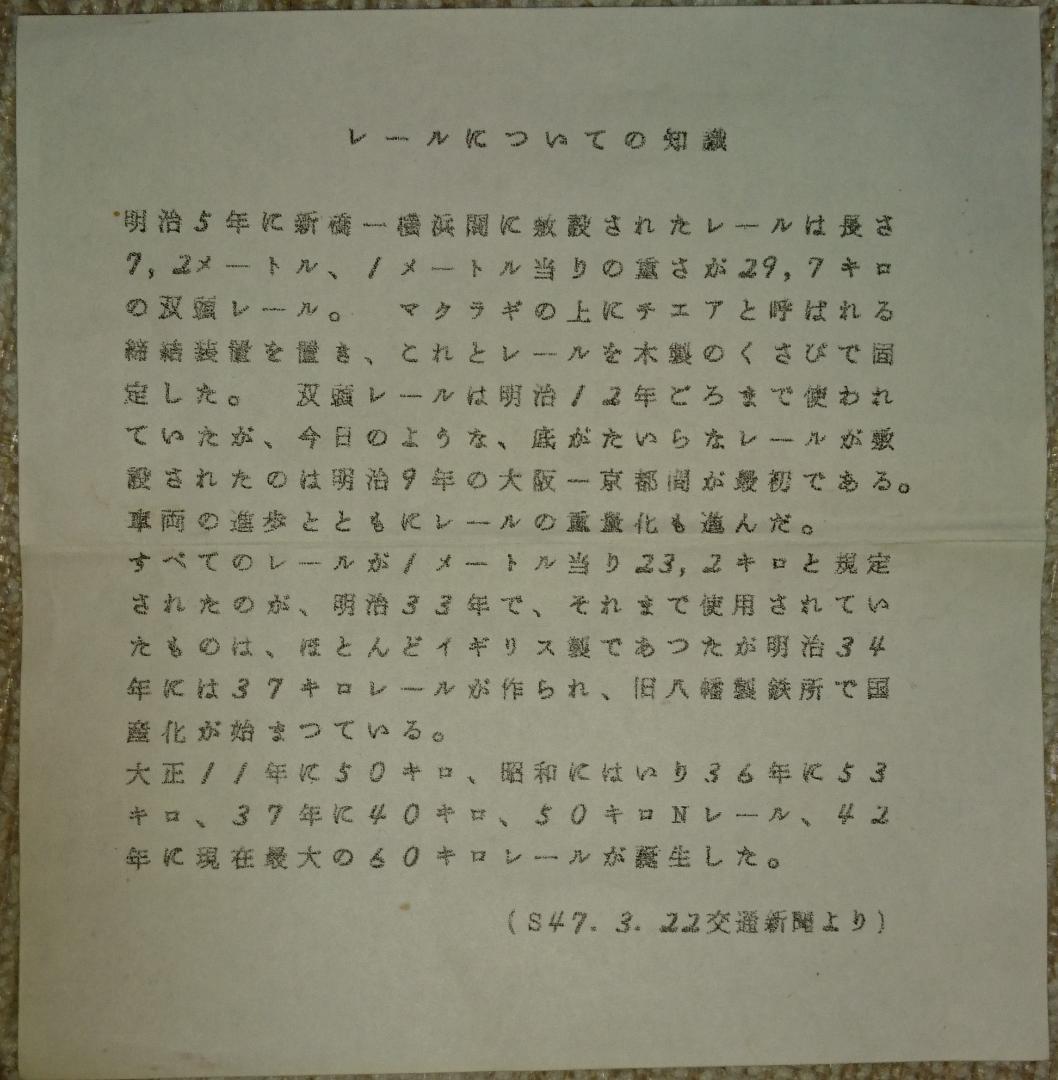 レールについての知識
明治5年に新橋ー横浜間に敷設されたレールは長さ
7,2メートル、1メートル当りの重さが29,7キロ
の双頭レール。 マクラギの上にチエアと呼ばれる
締結装置を置き、これとレールを木製のくさびで固
定した。 双頭レールは明治12年ごろまで使われ
ていたが、今日のような、底がたいらなレールが敷
設されたのは明治9年の大阪ー京都間が最初である。
車両の進歩とともにレールの重量化も進んだ。
すべてのレールが1メートル当り23,2キロと規定
されたのが、明治33年で、それまで使用されてい
たものは、ほとんどイギリス製であつたが明治34
年には37キロレールが作られ、旧八幡製鉄所で国
産化が始まつている。
大正11年に50キロ、昭和にはいり36年に53
キロ、37年に40キロ、50キロNレール、42
年に現在最大の60キロレールが誕生した。
(S47.3.22交通新聞より)